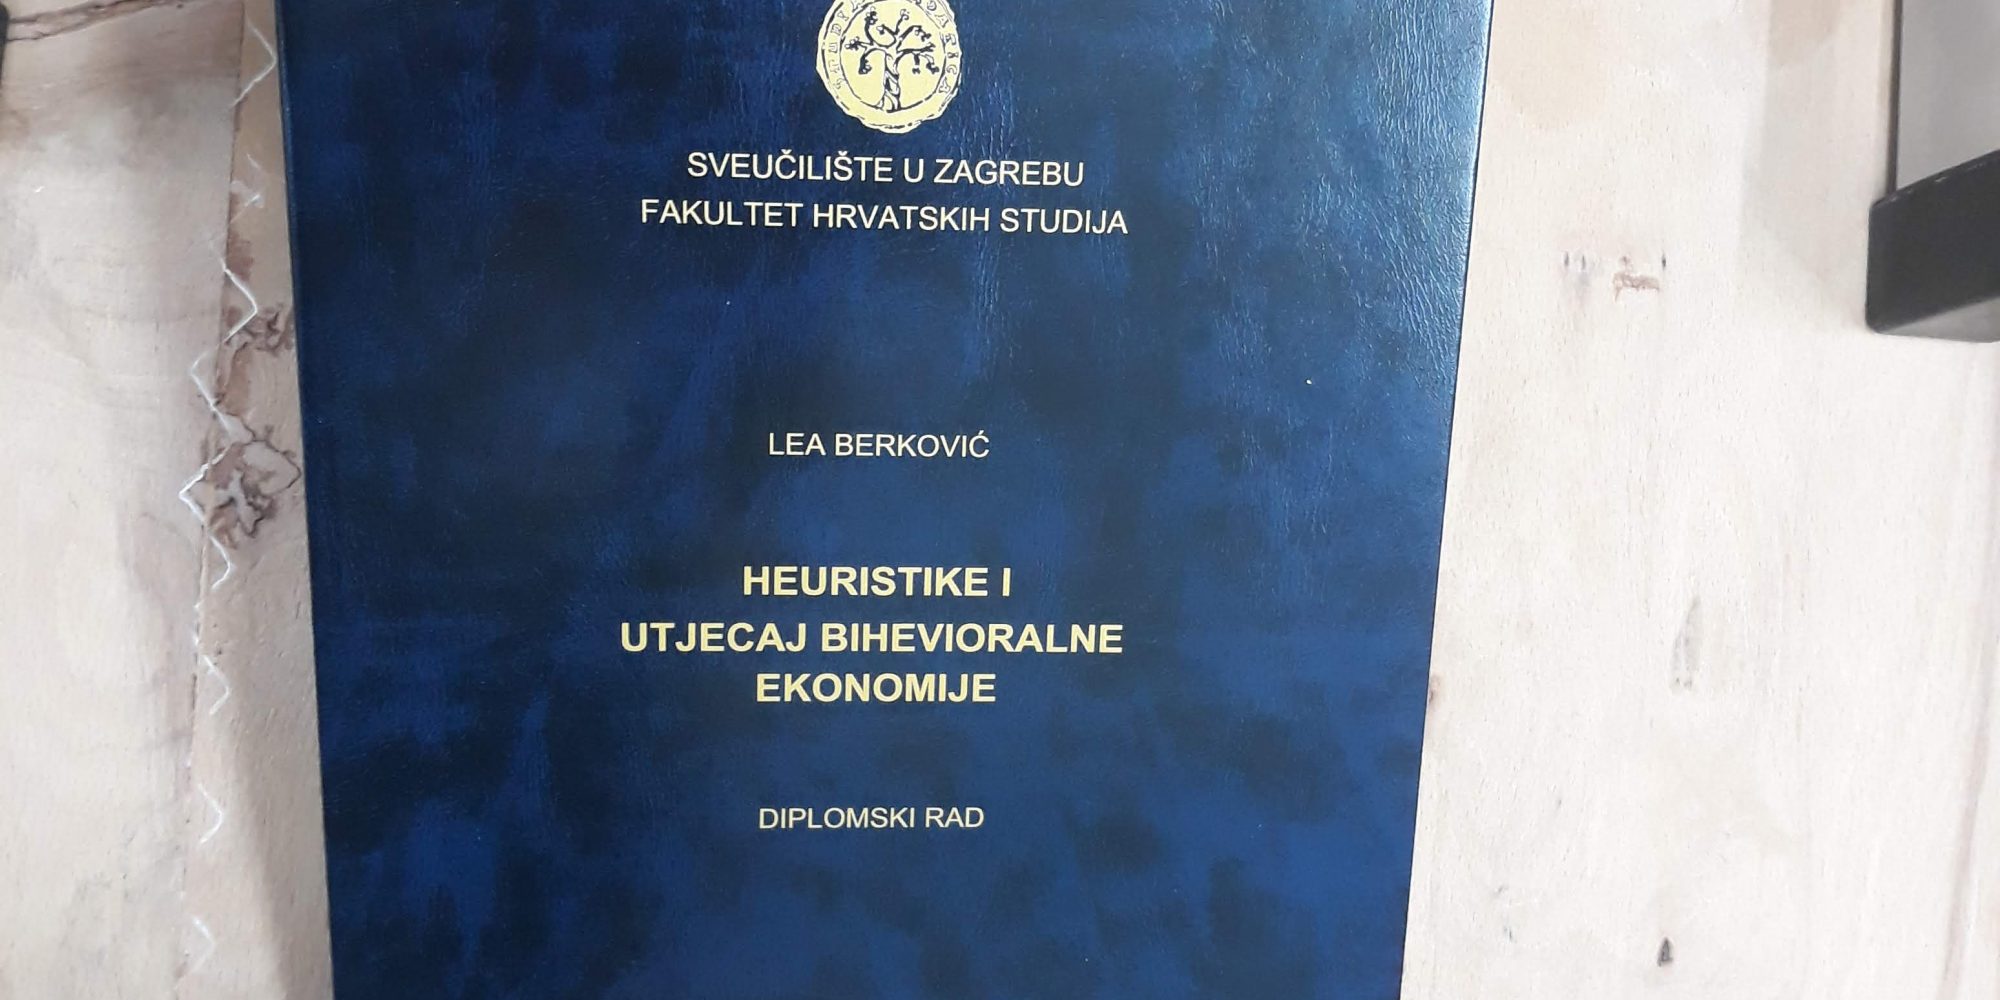 SVEUČILIŠTE U ZAGREBU
FAKULTET HRVATSKIH STUDIJA
LEA BERKOVIĆ
HEURISTIKE I
UTJECAJ BIHEVIORALNE
EKONOMIJE
DIPLOMSKI RAD